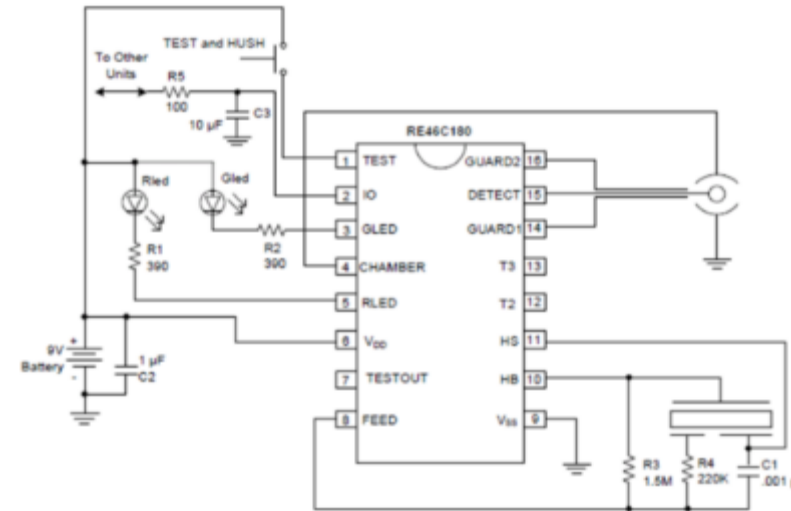 TEST and HUSH
To Other
Units
R5
100
C3
10 µF
RE46C180
1 TEST
GUARD2 16
Rled
Gled
2 IO
DETECT 15
3 GLED
GUARD1 14
R2
390
R1
390
4 CHAMBER
T3 13
5 RLED
T2 12
6 VDD
HS 11
9V
Battery
+
-
1 µF
C2
7 TESTOUT
HB 10
8 FEED
VSS 9
R3
1.5M
R4
220K
C1
.001